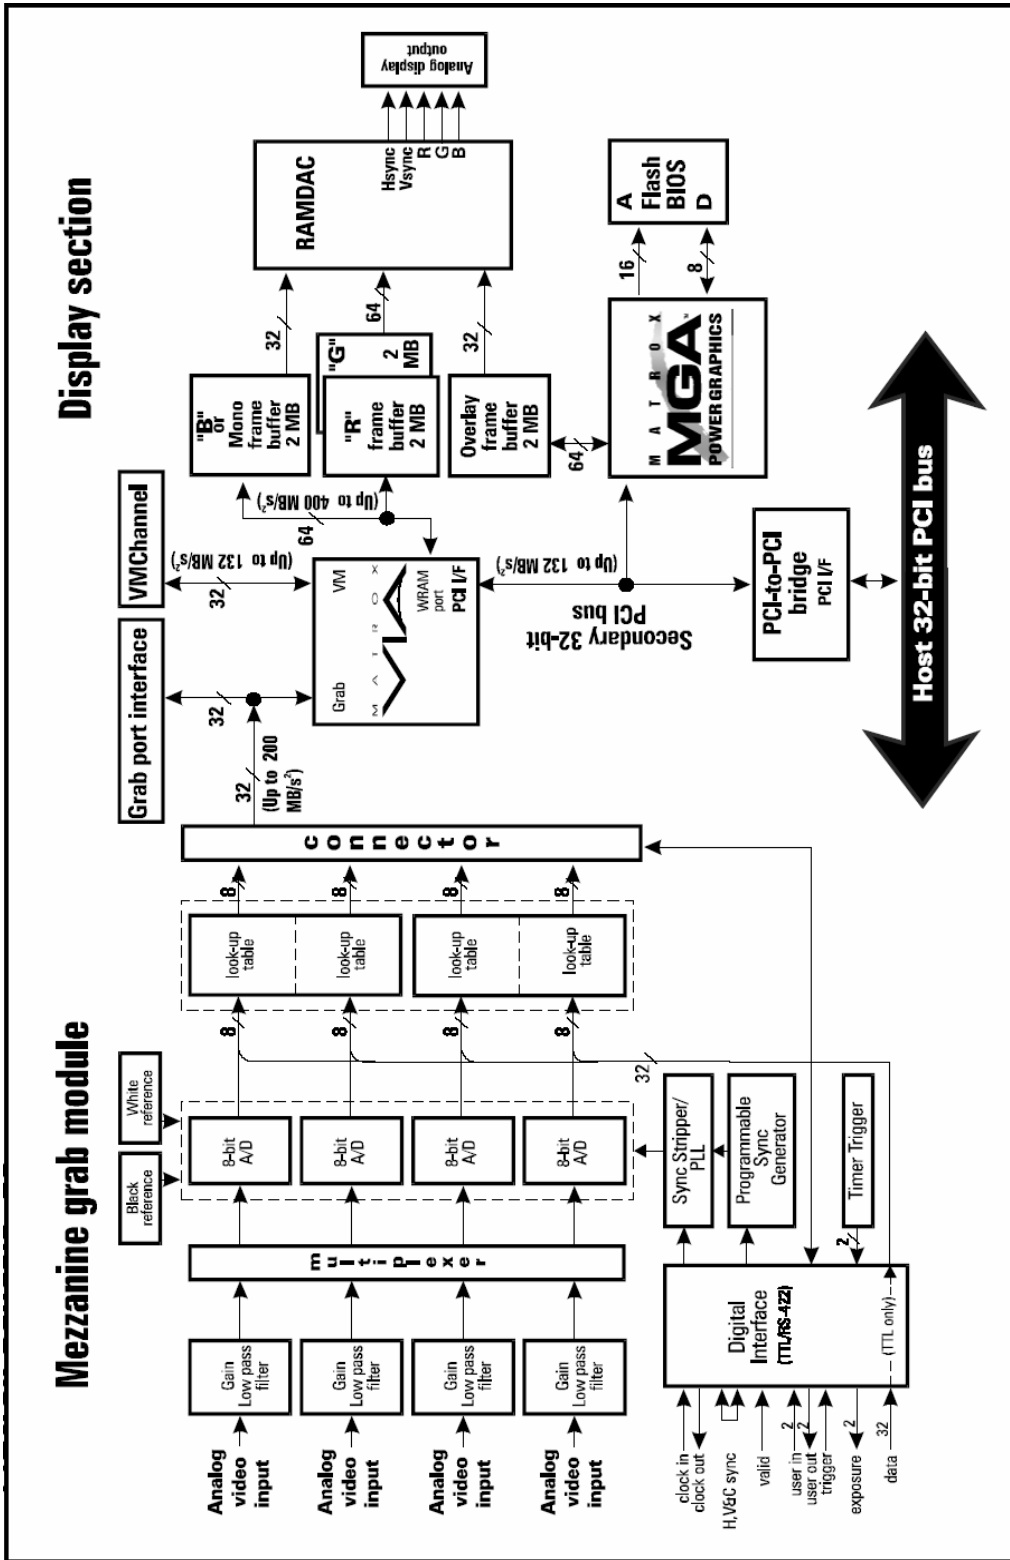 Mezzanine grab module
Display section
Black
reference
White
reference
Analog
video
input
Analog
video
input
Analog
video
input
Analog
video
input
Gain
Low pass
filter
Gain
Low pass
filter
Gain
Low pass
filter
Gain
Low pass
filter
multiplexer
8-bit
A/D
8-bit
A/D
8-bit
A/D
8-bit
A/D
8
8
8
8
look-up
table
look-up
table
look-up
table
look-up
table
8
8
8
8
connector
32
(Up to 200
MB/s²)
32
Sync Stripper/
PLL
Programmable
Sync
Generator
Timer Trigger
2
Digital
Interface
(TTL/RS-422)
(TTL only)
clock in
clock out
H,V&C sync
valid
user in
2
user out
2
trigger
exposure
2
data
32
Grab port interface
32
VMChannel
32
(Up to 132 MB/s²)
Grab
VM
MATROX
WRAM
port
PCI I/F
64
(Up to 400 MB/s²)
"B"
or
Mono
frame
buffer
2 MB
"G"
2
MB
"R"
frame
buffer
2 MB
Overlay
frame
buffer
2 MB
32
64
32
RAMDAC
Hsync
Vsync
R
G
B
Analog display
output
64
MATROX
MGA™
POWER GRAPHICS
16
8
A
Flash
BIOS
D
(Up to 132 MB/s²)
Secondary 32-bit
PCI bus
PCI-to-PCI
bridge
PCI I/F
Host 32-bit PCI bus